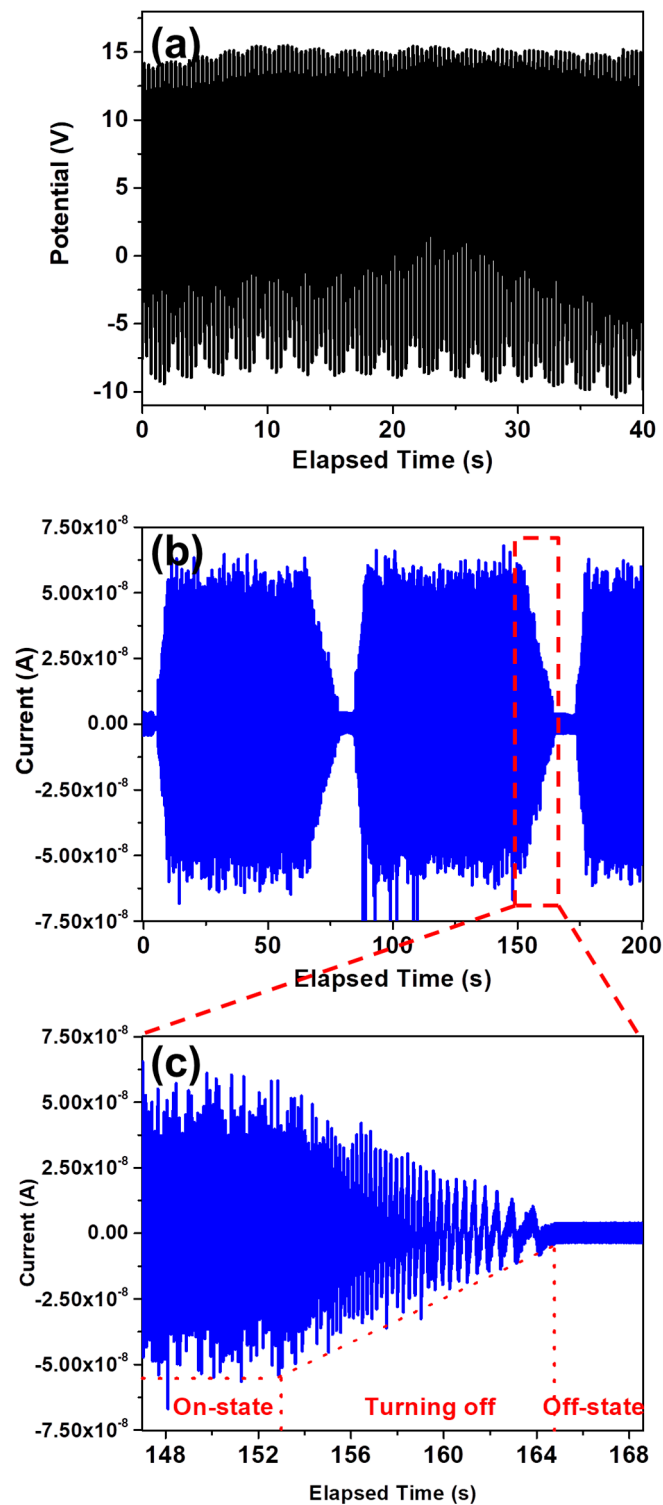 (a)
15
10
5
0
-5
-10
Potential (V)
0 10 20 30 40
Elapsed Time (s)
(b)
7.50x10⁻⁸
5.00x10⁻⁸
2.50x10⁻⁸
0.00
-2.50x10⁻⁸
-5.00x10⁻⁸
-7.50x10⁻⁸
Current (A)
0 50 100 150 200
Elapsed Time (s)
(c)
7.50x10⁻⁸
5.00x10⁻⁸
2.50x10⁻⁸
0.00
-2.50x10⁻⁸
-5.00x10⁻⁸
-7.50x10⁻⁸
Current (A)
On-state Turning off Off-state
148 152 156 160 164 168
Elapsed Time (s)